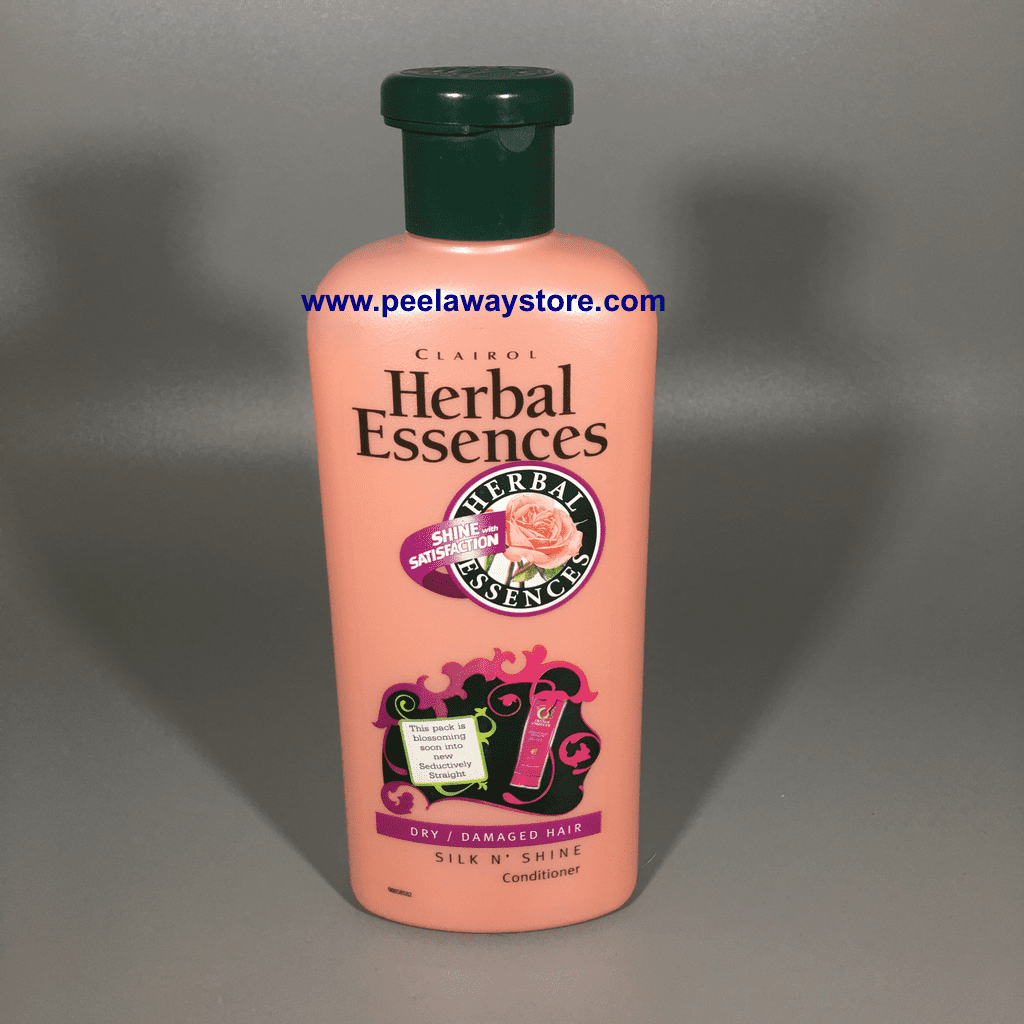 www.peelawaystore.com
CLAIROL
Herbal
Essences
HERBAL
SHINE with
SATISFACTION
ESSENCES
This pack is
blossoming
soon into
new
Seductively
Straight
DRY / DAMAGED HAIR
SILK N' SHINE
Conditioner